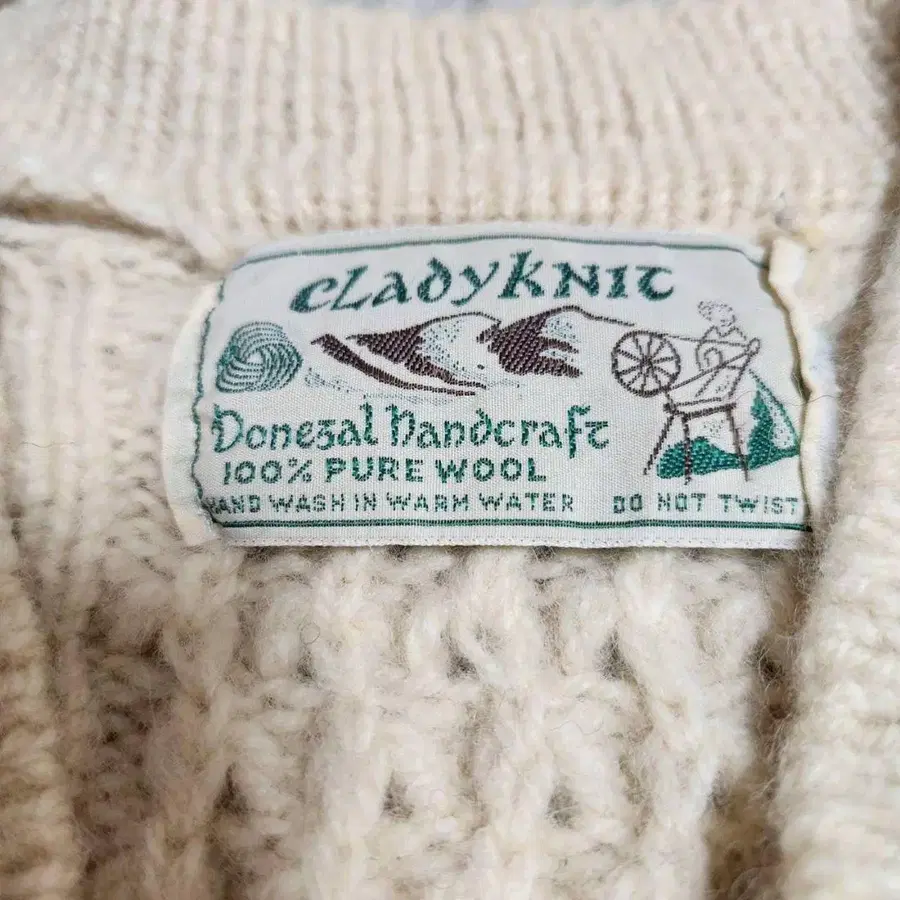 CLADYKNIT
Donegal Handcraft
100% PURE WOOL
HAND WASH IN WARM WATER DO NOT TWIST